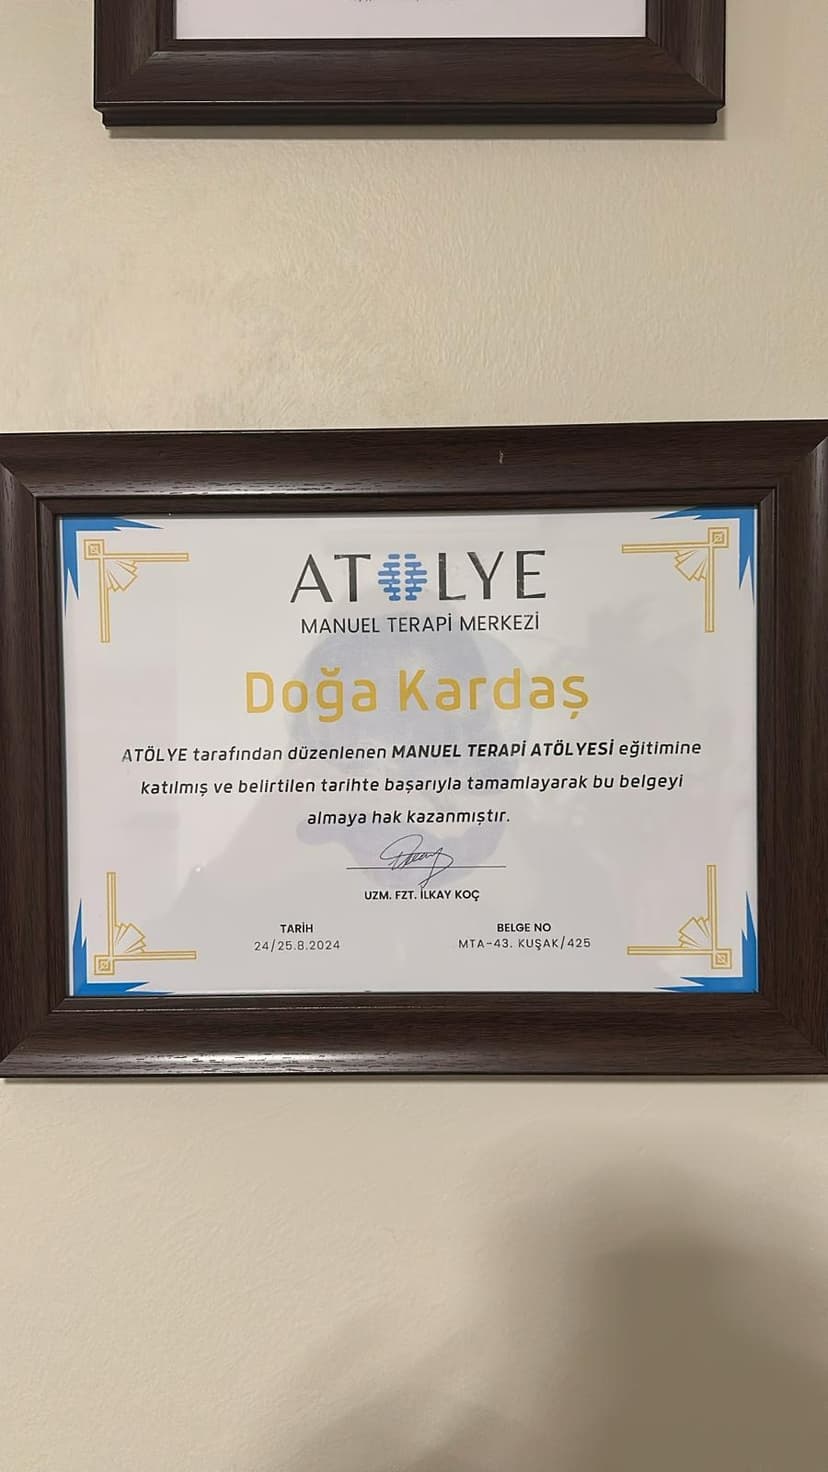 ATÖLYE
MANUEL TERAPİ MERKEZİ
Doğa Kardaş
ATÖLYE tarafından düzenlenen MANUEL TERAPİ ATÖLYESİ eğitimine
katılmış ve belirtilen tarihte başarıyla tamamlayarak bu belgeyi
almaya hak kazanmıştır.
UZM. FZT. İLKAY KOÇ
TARİH
24/25.8.2024
BELGE NO
MTA-43. KUŞAK/425